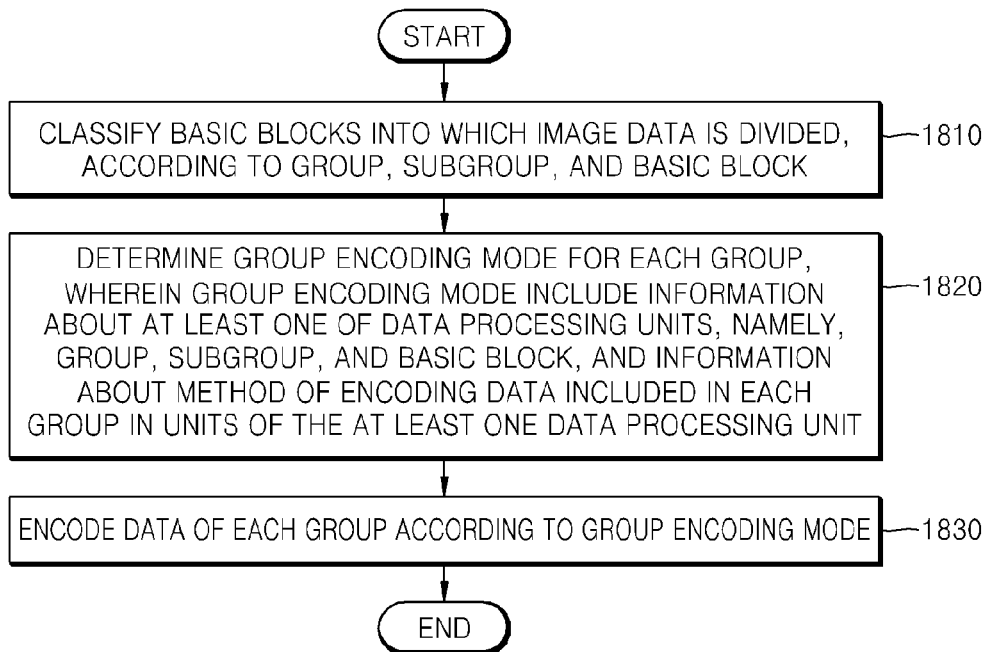 START
CLASSIFY BASIC BLOCKS INTO WHICH IMAGE DATA IS DIVIDED,
ACCORDING TO GROUP, SUBGROUP, AND BASIC BLOCK
1810
DETERMINE GROUP ENCODING MODE FOR EACH GROUP,
WHEREIN GROUP ENCODING MODE INCLUDE INFORMATION
ABOUT AT LEAST ONE OF DATA PROCESSING UNITS, NAMELY,
GROUP, SUBGROUP, AND BASIC BLOCK, AND INFORMATION
ABOUT METHOD OF ENCODING DATA INCLUDED IN EACH
GROUP IN UNITS OF THE AT LEAST ONE DATA PROCESSING UNIT
1820
ENCODE DATA OF EACH GROUP ACCORDING TO GROUP ENCODING MODE
1830
END